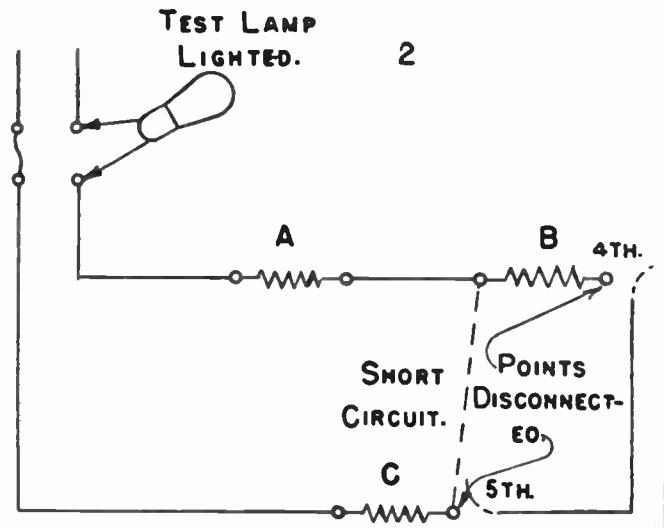 TEST LAMP
LIGHTED.
2
A
B
4TH.
SHORT
CIRCUIT.
POINTS
DISCONNECT-
ED.
C
5TH.